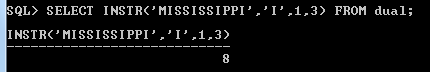 SQL> SELECT INSTR('MISSISSIPPI','I',1,3) FROM dual;
INSTR('MISSISSIPPI','I',1,3)
----------------------------
8